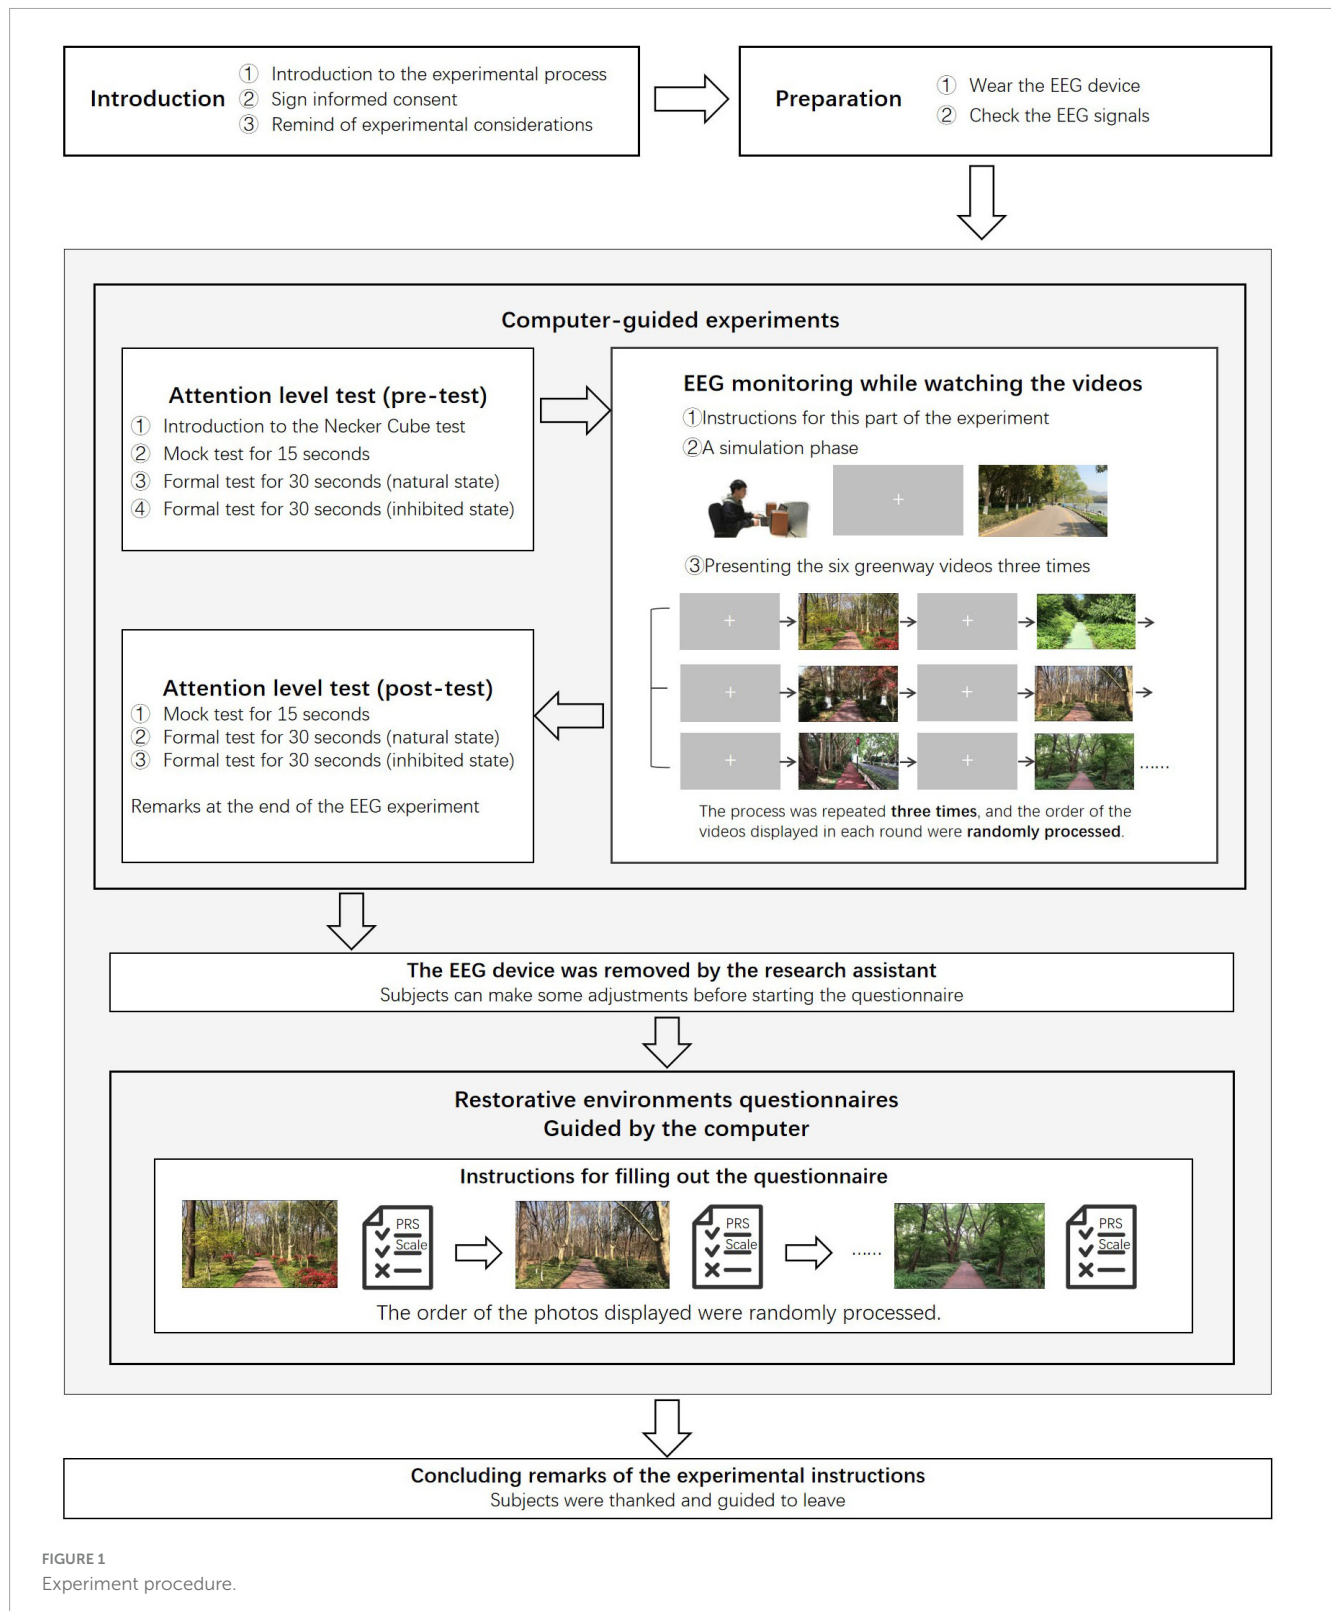 Introduction
① Introduction to the experimental process
② Sign informed consent
③ Remind of experimental considerations
Preparation
① Wear the EEG device
② Check the EEG signals
Computer-guided experiments
Attention level test (pre-test)
① Introduction to the Necker Cube test
② Mock test for 15 seconds
③ Formal test for 30 seconds (natural state)
④ Formal test for 30 seconds (inhibited state)
EEG monitoring while watching the videos
①Instructions for this part of the experiment
②A simulation phase
③Presenting the six greenway videos three times
......
The process was repeated three times, and the order of the
videos displayed in each round were randomly processed.
Attention level test (post-test)
① Mock test for 15 seconds
② Formal test for 30 seconds (natural state)
③ Formal test for 30 seconds (inhibited state)
Remarks at the end of the EEG experiment
The EEG device was removed by the research assistant
Subjects can make some adjustments before starting the questionnaire
Restorative environments questionnaires
Guided by the computer
Instructions for filling out the questionnaire
PRS
Scale
PRS
Scale
......
PRS
Scale
The order of the photos displayed were randomly processed.
Concluding remarks of the experimental instructions
Subjects were thanked and guided to leave
FIGURE 1
Experiment procedure.